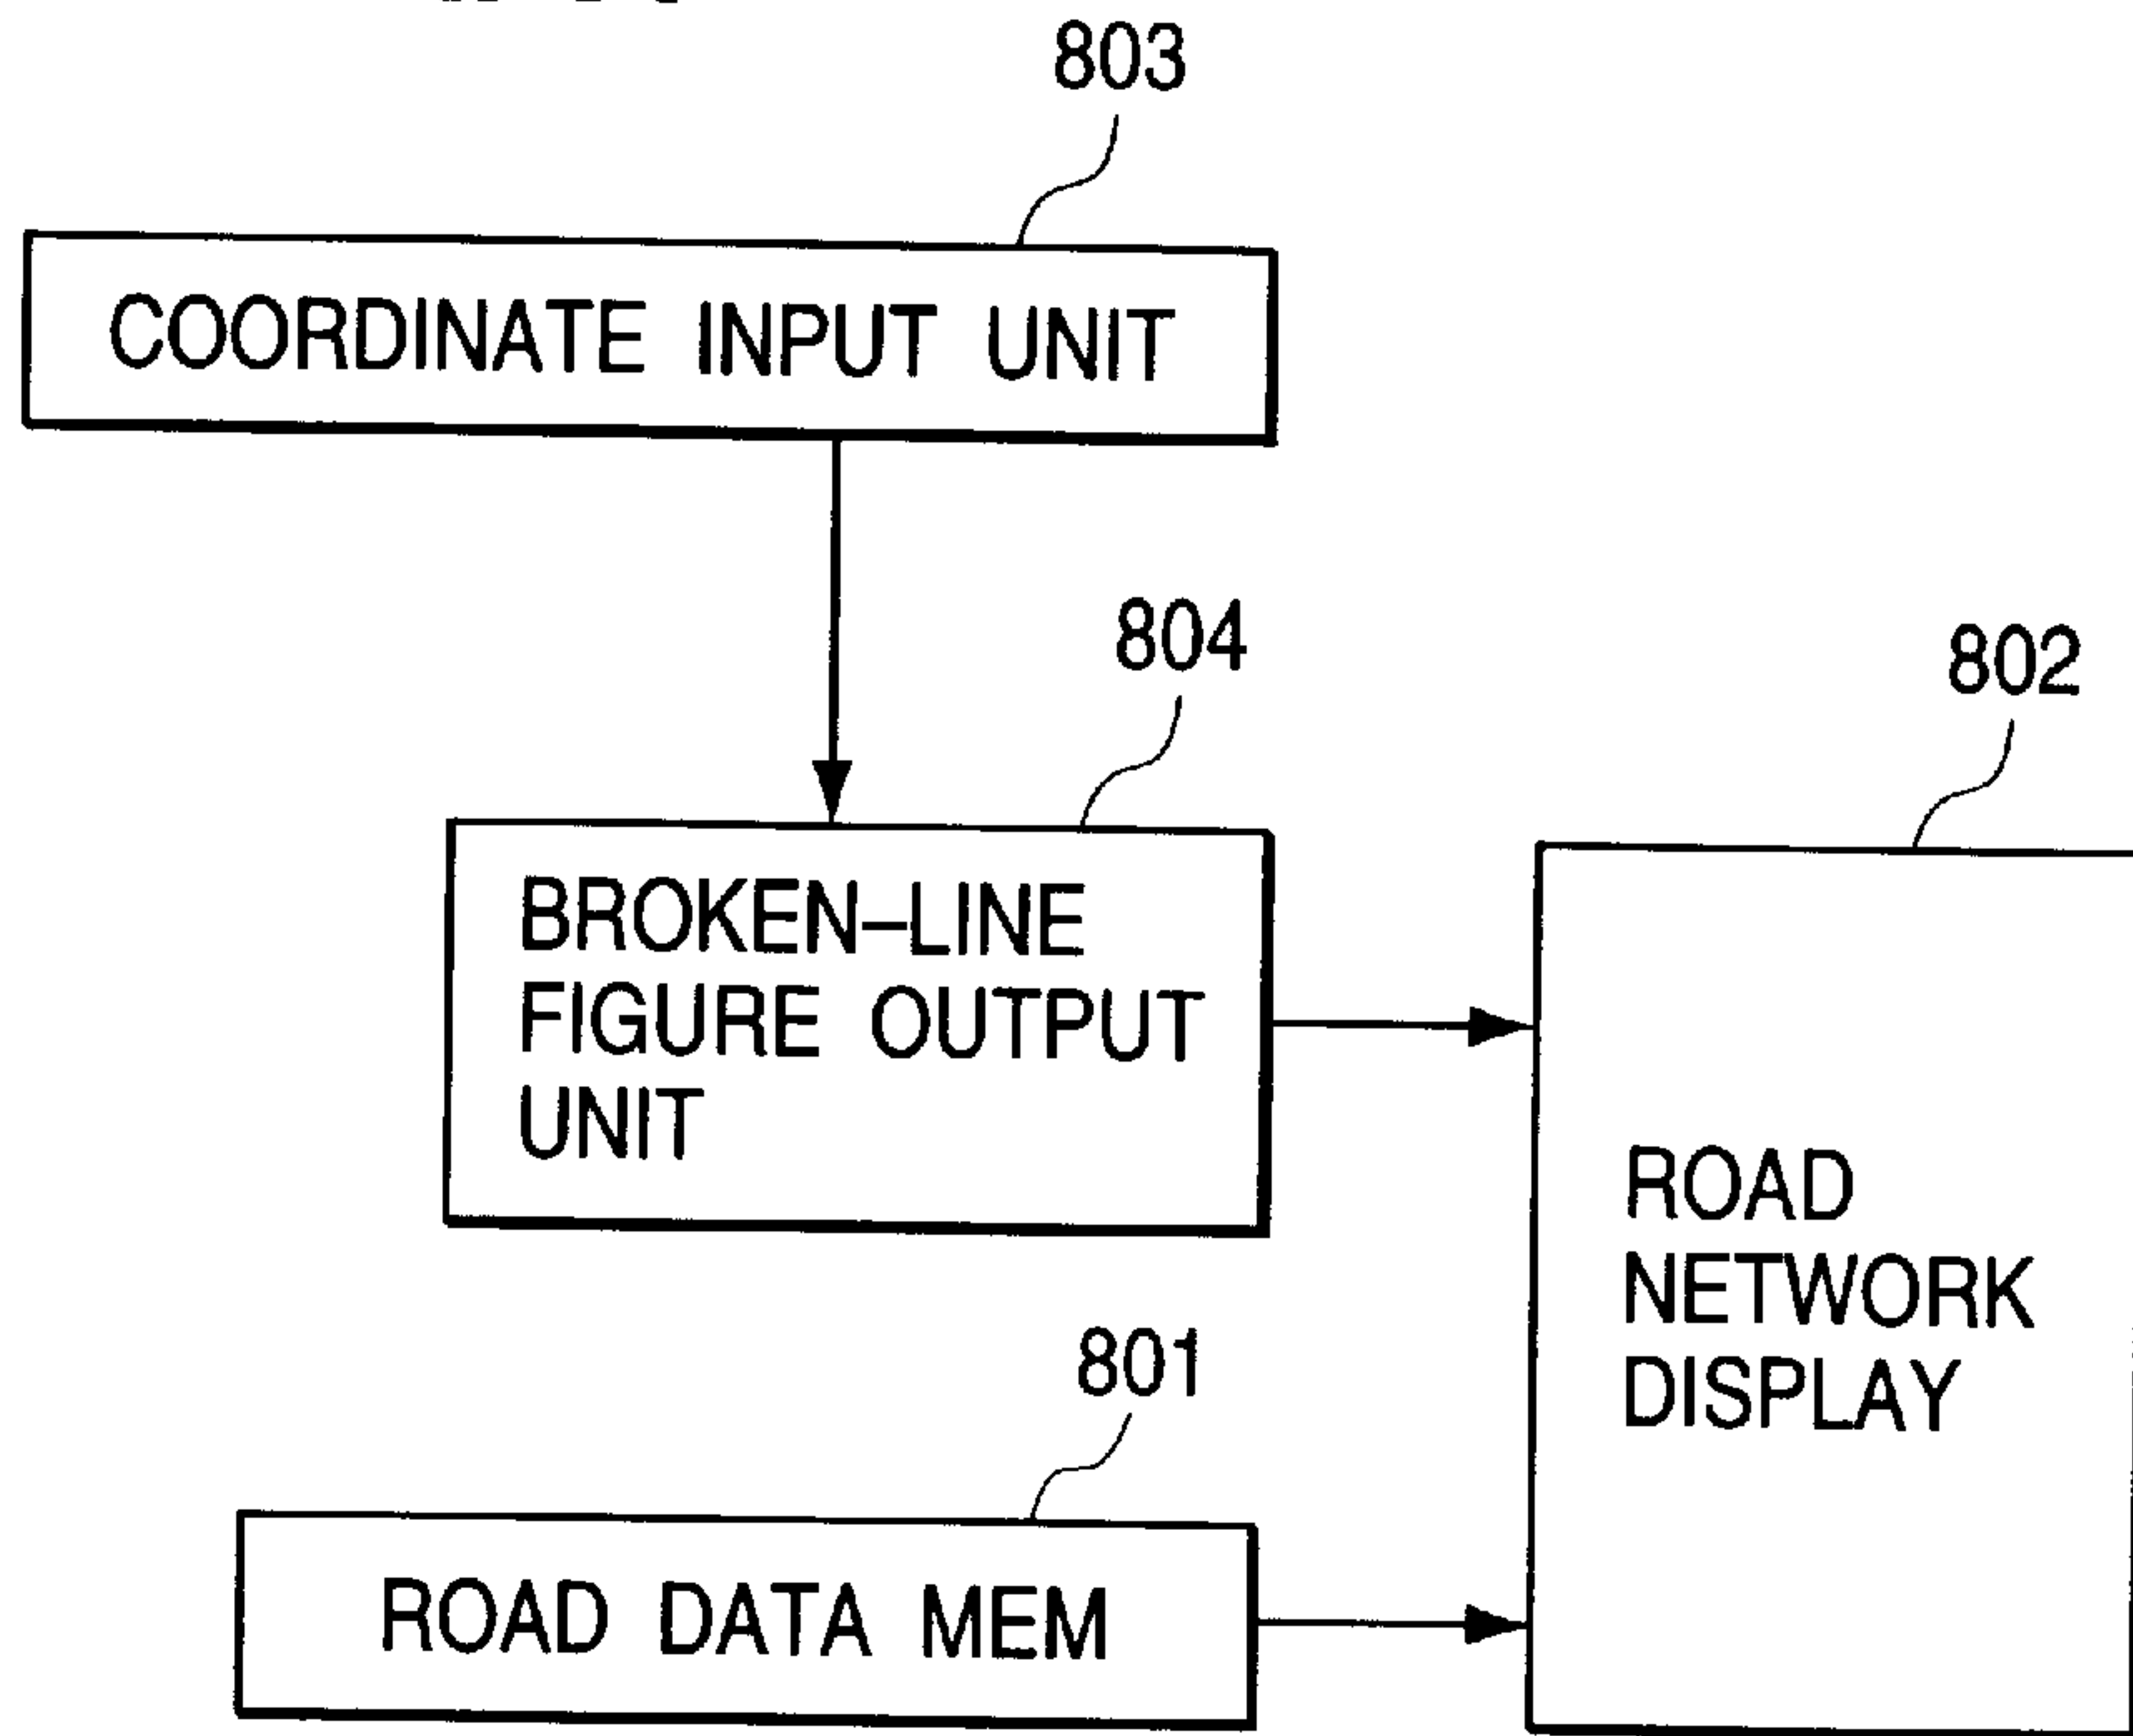 803
COORDINATE INPUT UNIT
804
802
BROKEN–LINE
FIGURE OUTPUT
UNIT
ROAD
NETWORK
DISPLAY
801
ROAD DATA MEM